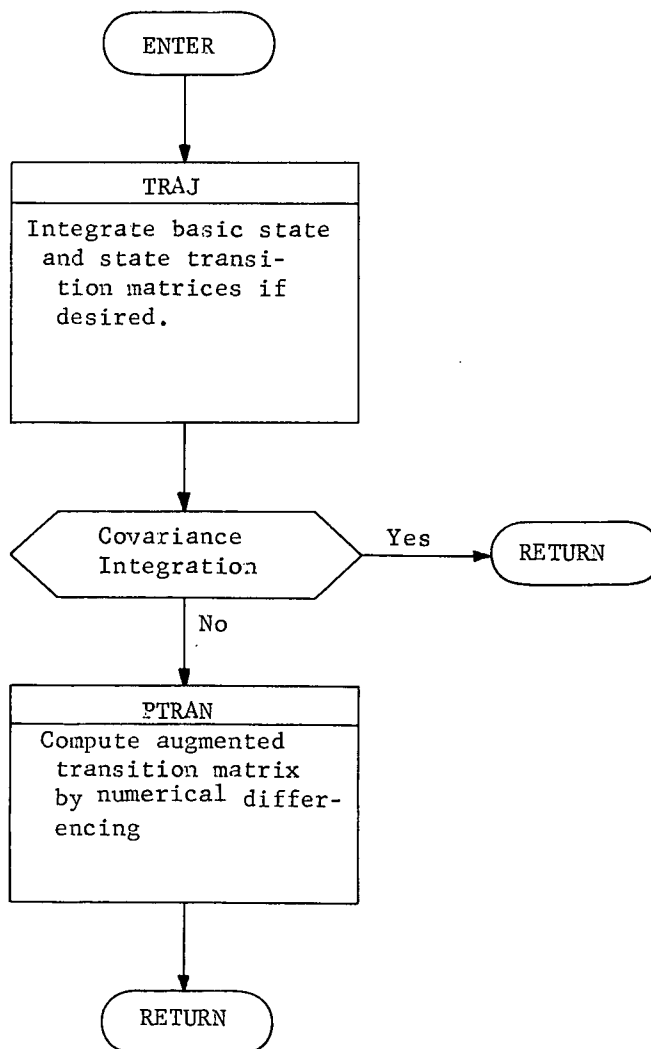 ENTER
TRAJ
Integrate basic state
and state transi-
tion matrices if
desired.
Covariance
Integration
Yes
RETURN
No
PTRAN
Compute augmented
transition matrix
by numerical differ-
encing
RETURN